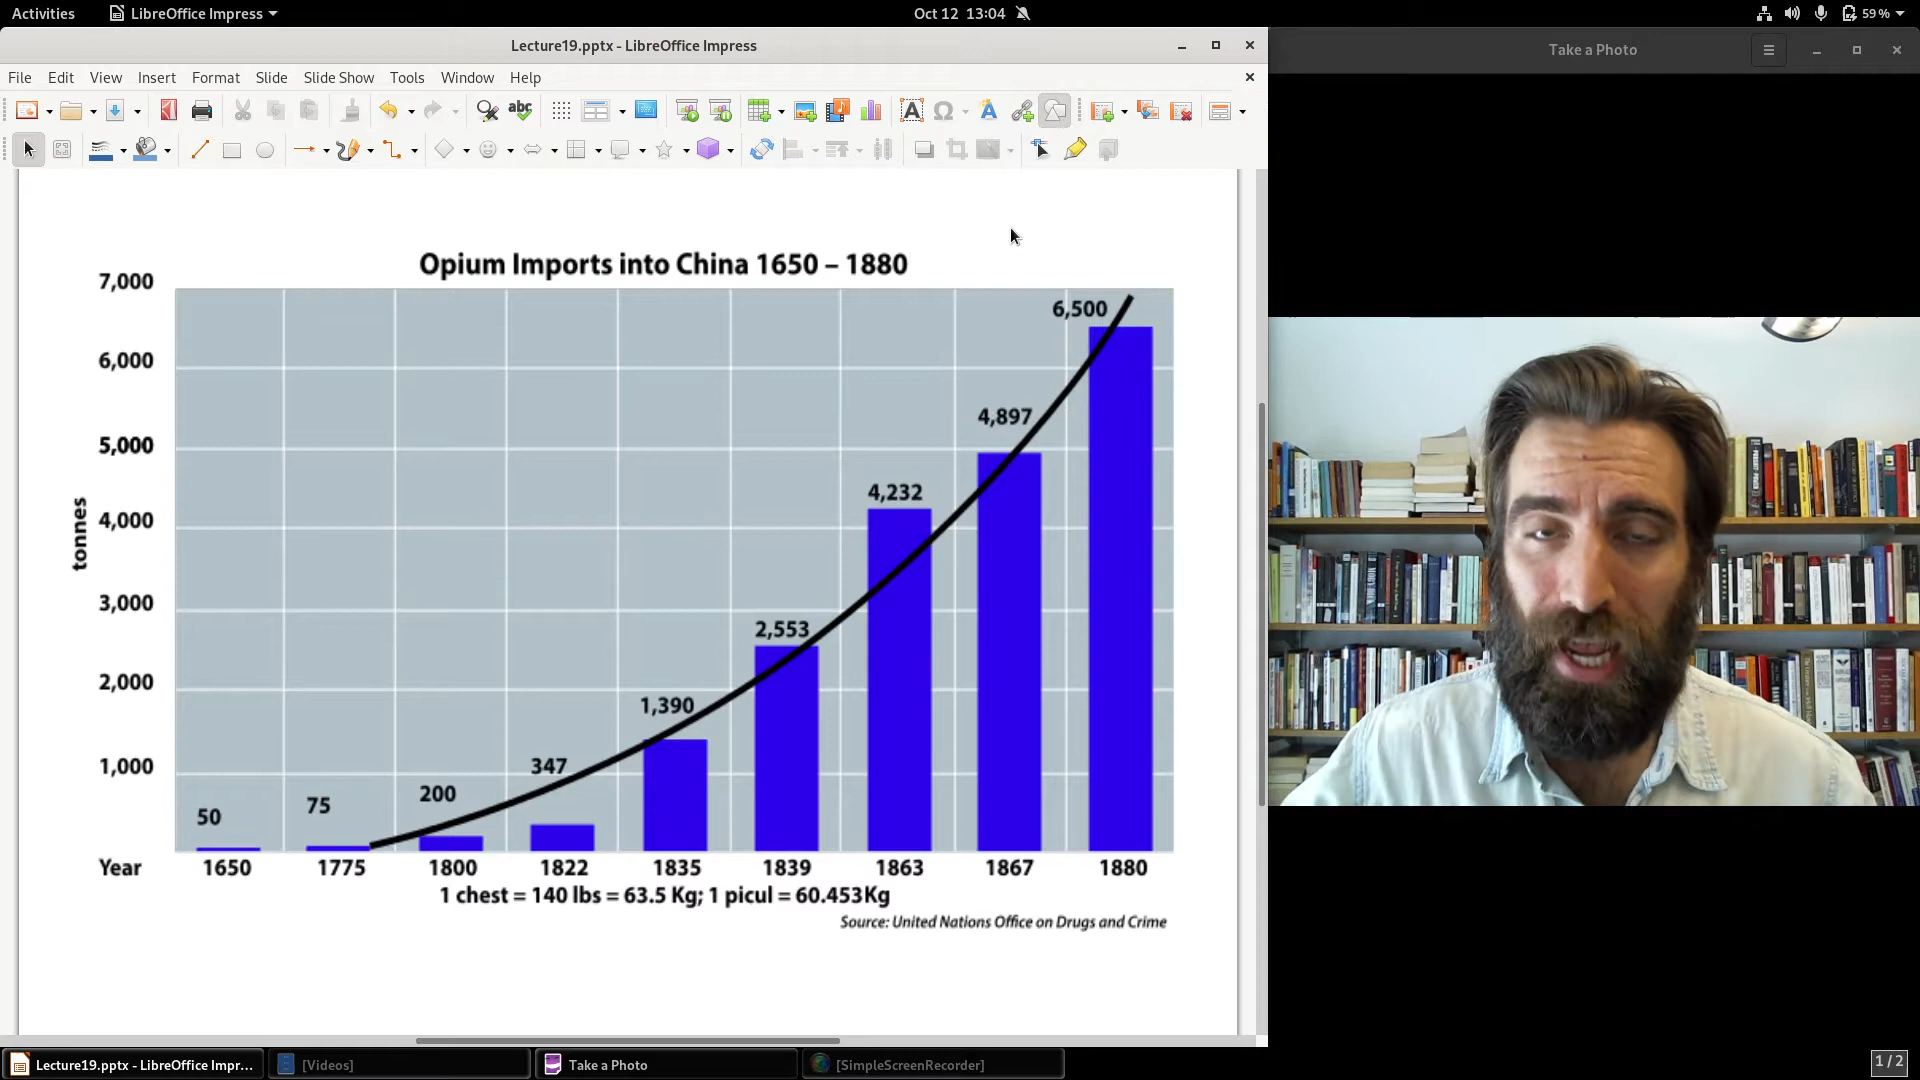 Activities
LibreOffice Impress
Oct 12 13:04
59 %
Lecture19.pptx - LibreOffice Impress
Take a Photo
File Edit View Insert Format Slide Slide Show Tools Window Help
abc
Opium Imports into China 1650 – 1880
7,000
6,000
5,000
4,000
3,000
2,000
1,000
tonnes
50
75
200
347
1,390
2,553
4,232
4,897
6,500
Year 1650 1775 1800 1822 1835 1839 1863 1867 1880
1 chest = 140 lbs = 63.5 Kg; 1 picul = 60.453Kg
Source: United Nations Office on Drugs and Crime
Lecture19.pptx - LibreOffice Impr...
[Videos]
Take a Photo
[SimpleScreenRecorder]
1 / 2